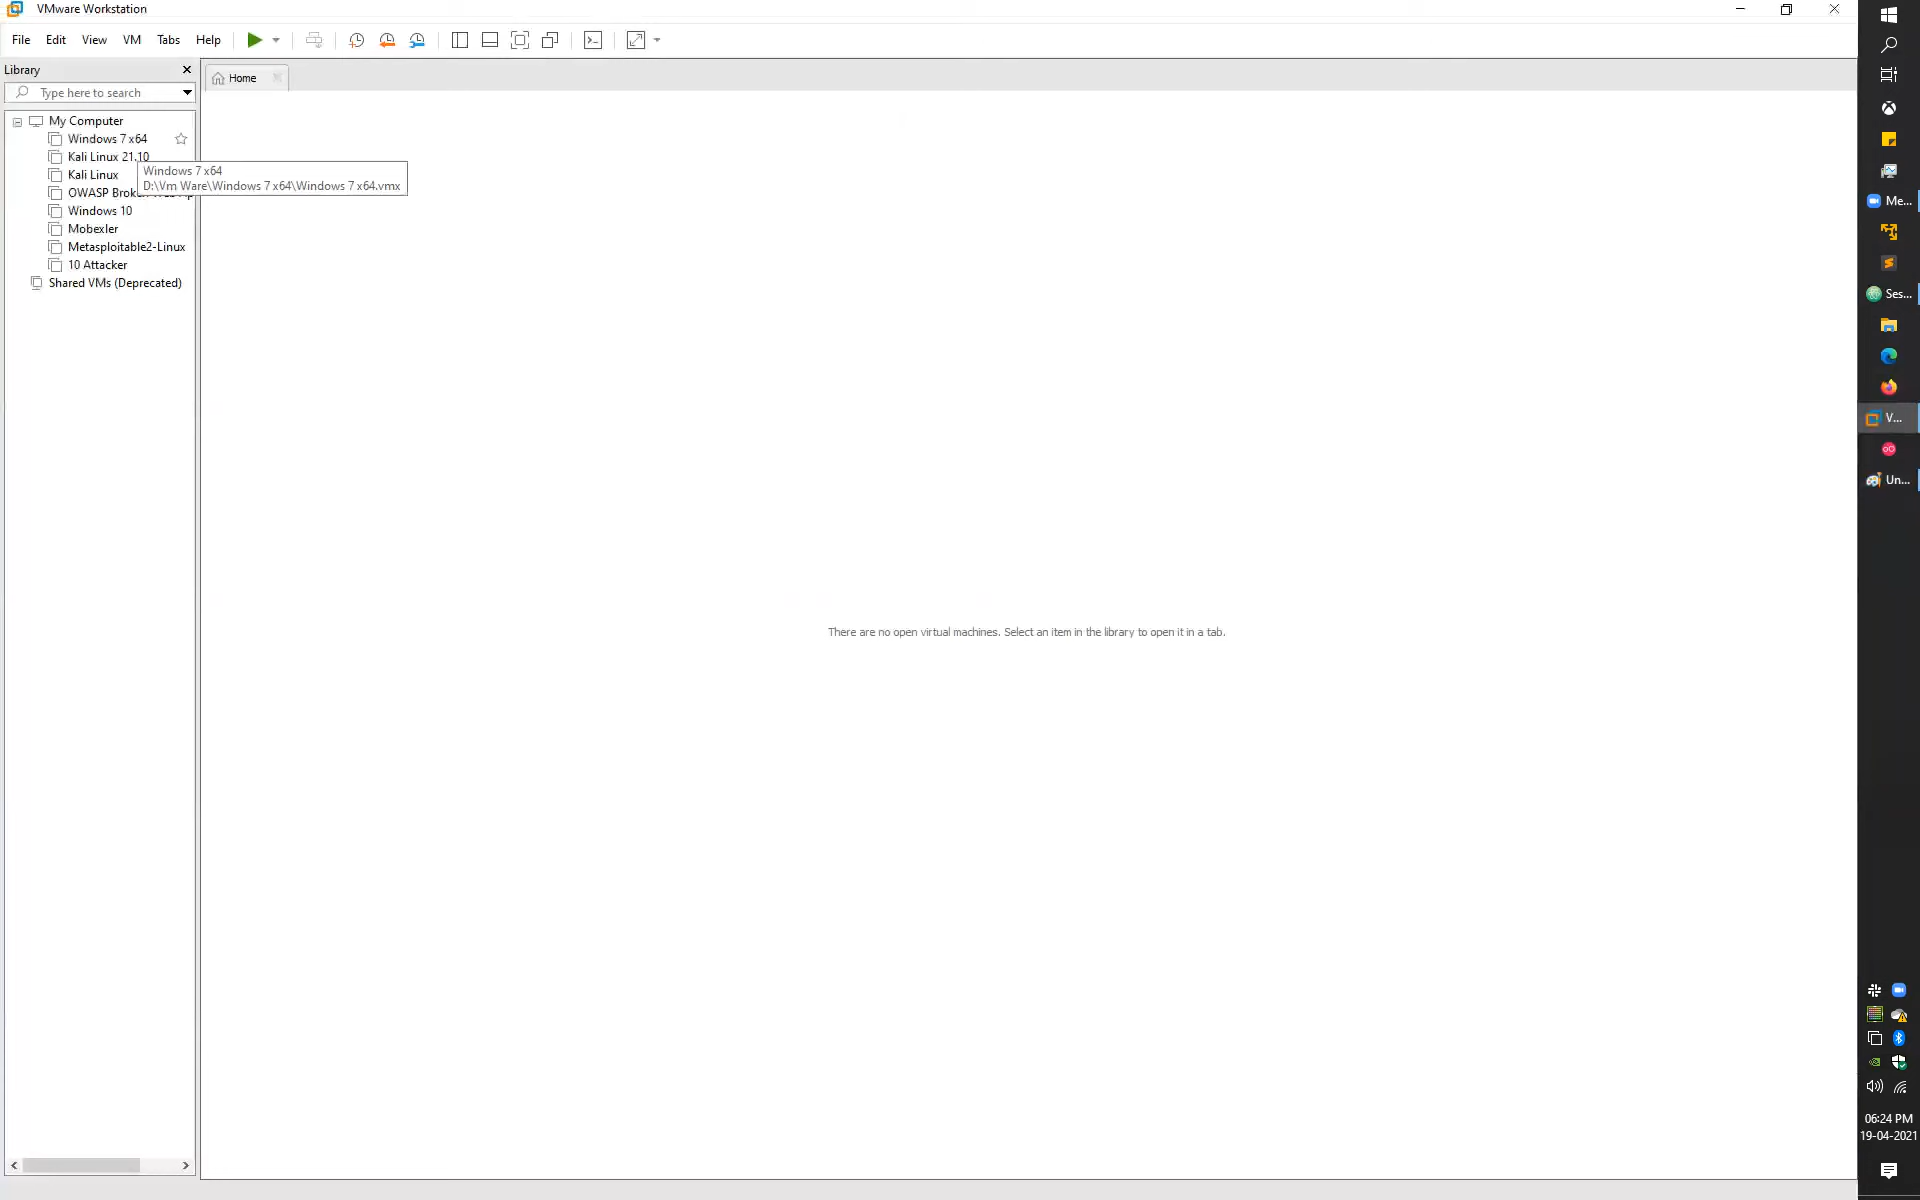 VMware Workstation
File Edit View VM Tabs Help
Library
Type here to search
Home
My Computer
Windows 7 x64
Kali Linux 21.10
Kali Linux
Windows 7 x64
D:\Vm Ware\Windows 7 x64\Windows 7 x64.vmx
OWASP
Windows 10
Mobexler
Metasploitable2-Linux
10 Attacker
Shared VMs (Deprecated)
There are no open virtual machines. Select an item in the library to open it in a tab.
Me...
Ses...
V...
Un...
06:24 PM
19-04-2021